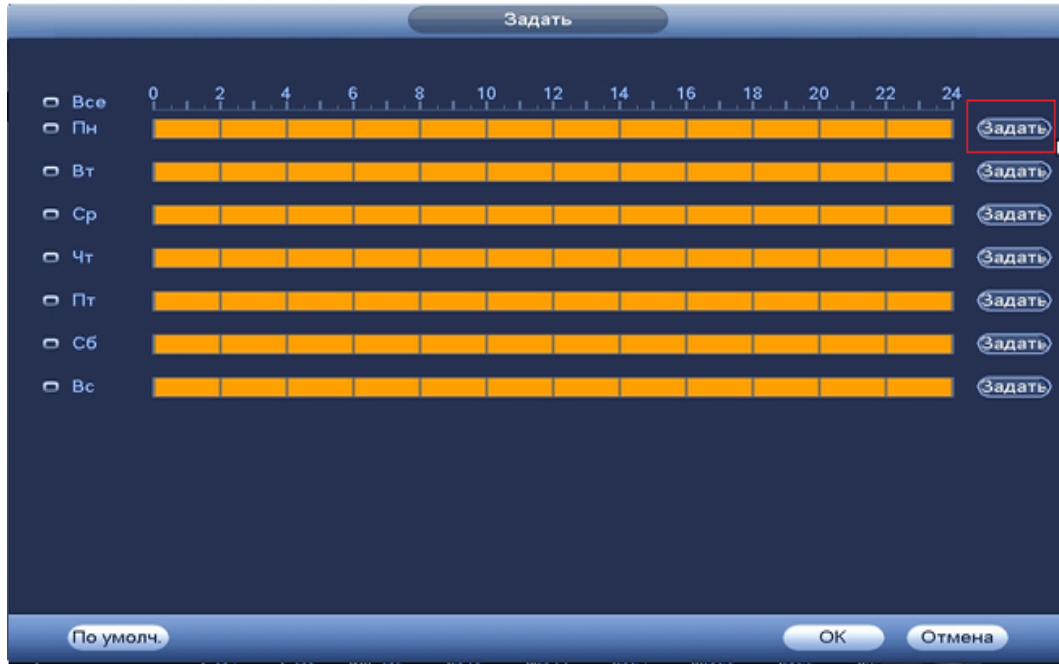 Задать
Все 0 2 4 6 8 10 12 14 16 18 20 22 24
Пн Задать
Вт Задать
Ср Задать
Чт Задать
Пт Задать
Сб Задать
Вс Задать
По умолч. ОК Отмена